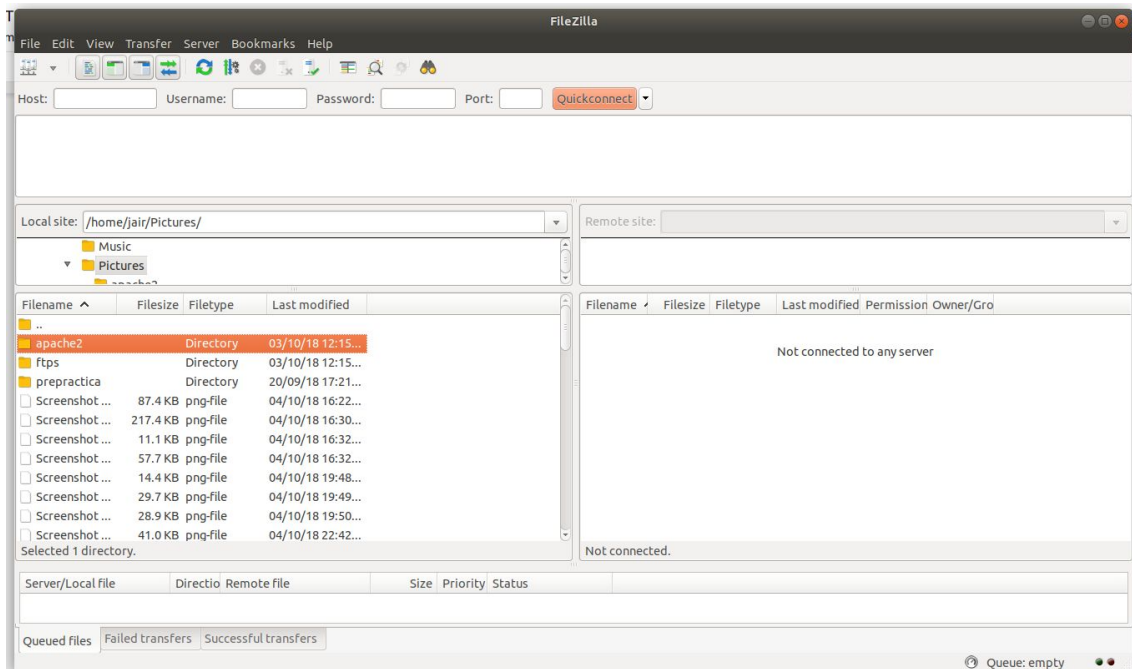 T
m
FileZilla
File Edit View Transfer Server Bookmarks Help
Host: Username: Password: Port: Quickconnect
Local site: /home/jair/Pictures/
Music
Pictures
apache2
Remote site:
Filename Filesize Filetype Last modified
..
apache2 Directory 03/10/18 12:15...
ftps Directory 03/10/18 12:15...
prepractica Directory 20/09/18 17:21...
Screenshot ... 87.4 KB png-file 04/10/18 16:22...
Screenshot ... 217.4 KB png-file 04/10/18 16:30...
Screenshot ... 11.1 KB png-file 04/10/18 16:32...
Screenshot ... 57.7 KB png-file 04/10/18 16:32...
Screenshot ... 14.4 KB png-file 04/10/18 19:48...
Screenshot ... 29.7 KB png-file 04/10/18 19:49...
Screenshot ... 28.9 KB png-file 04/10/18 19:50...
Screenshot ... 41.0 KB png-file 04/10/18 22:42...
Selected 1 directory.
Filename Filesize Filetype Last modified Permission Owner/Gro
Not connected to any server
Not connected.
Server/Local file Directio Remote file Size Priority Status
Queued files Failed transfers Successful transfers
Queue: empty